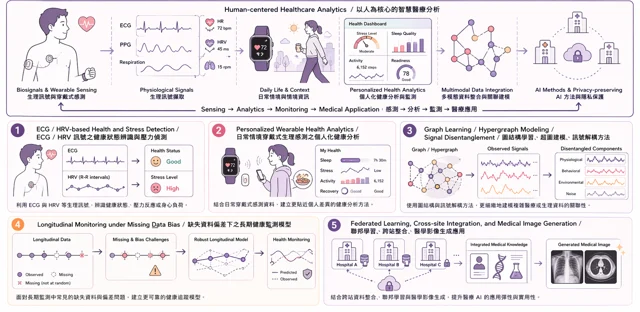 Human-centered Healthcare Analytics / 以人為核心的智慧醫療分析
ECG
PPG
Respiration
HR
72 bpm
HRV
45 ms
15 rpm
72
Health Dashboard
Stress Level
Moderate
Sleep Quality
Activity
6,152 steps
Readiness
78
Good
Biosignals & Wearable Sensing
生理訊號與穿戴式感測
Physiological Signals
生理訊號擷取
Daily Life & Context
日常情境與情境資訊
Personalized Health Analytics
個人化健康分析與監測
Multimodal Data Integration
多模態資料整合與關聯建構
AI Methods & Privacy-preserving
AI 方法與隱私保護
Sensing → Analytics → Monitoring → Medical Application · 感測 → 分析 → 監測 → 醫療應用
1
ECG / HRV-based Health and Stress Detection /
ECG / HRV 訊號之健康狀態辨識與壓力偵測
ECG
HRV (R-R intervals)
Health Status
Good
Stress Level
High
利用 ECG 與 HRV 等生理訊號,辨識健康狀態、壓力反應或身心負荷。
2
Personalized Wearable Health Analytics /
日常情境穿戴式生理感測之個人化健康分析
72
My Health
Sleep
7h 30m
Stress
Low
Activity
6,152
Recovery
Good
Good
結合日常穿戴式感測資料,建立更貼近個人差異的健康分析方法。
3
Graph Learning / Hypergraph Modeling /
Signal Disentanglement / 圖結構學習、超圖建模、訊號解構方法
Graph / Hypergraph
Observed Signals
Disentangled Components
Physiological
Behavioral
Environmental
Noise
使用圖結構與訊號解構方法,更細緻地建模複雜醫療或生理資料的關聯性。
4
Longitudinal Monitoring under Missing Data Bias / 缺失資料偏差下之長期健康監測模型
Longitudinal Data
Missing & Bias Challenges
Robust Longitudinal Model
Health Monitoring
Observed
Missing
Missing (not at random)
Predicted
Observed
面對長期監測中常見的缺失資料與偏差問題,建立更可靠的健康追蹤模型。
5
Federated Learning, Cross-site Integration, and Medical Image Generation /
聯邦學習、跨站整合、醫學影像生成應用
Hospital A
Hospital B
Hospital C
Integrated Medical Knowledge
Generated Medical Image
結合跨站資料整合、聯邦學習與醫學影像生成,提升醫療 AI 的應用彈性與實用性。